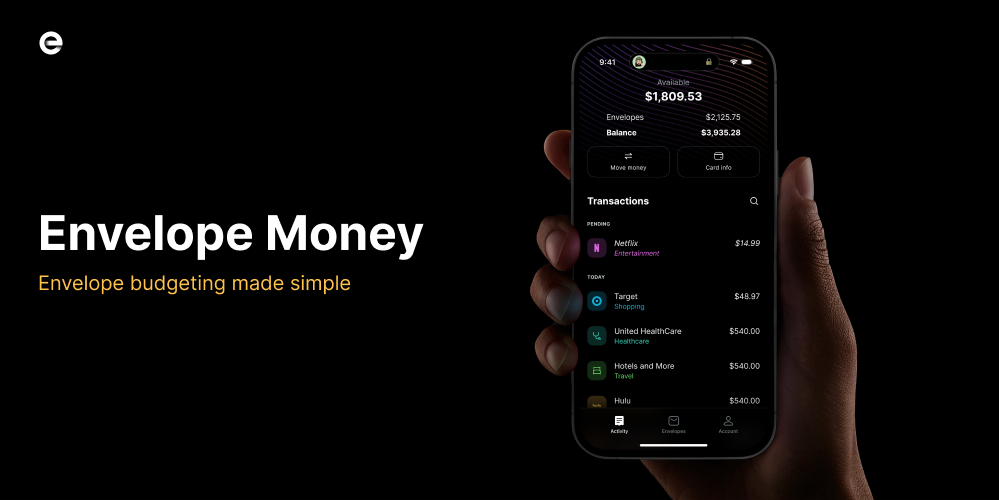 e
Envelope Money
Envelope budgeting made simple
9:41
Available
$1,809.53
Envelopes $2,125.75
Balance $3,935.28
Move money Card info
Transactions
PENDING
Netflix $14.99
Entertainment
TODAY
Target $48.97
Shopping
United HealthCare $540.00
Healthcare
Hotels and More $540.00
Travel
Hulu $540.00
Activity Envelopes Account